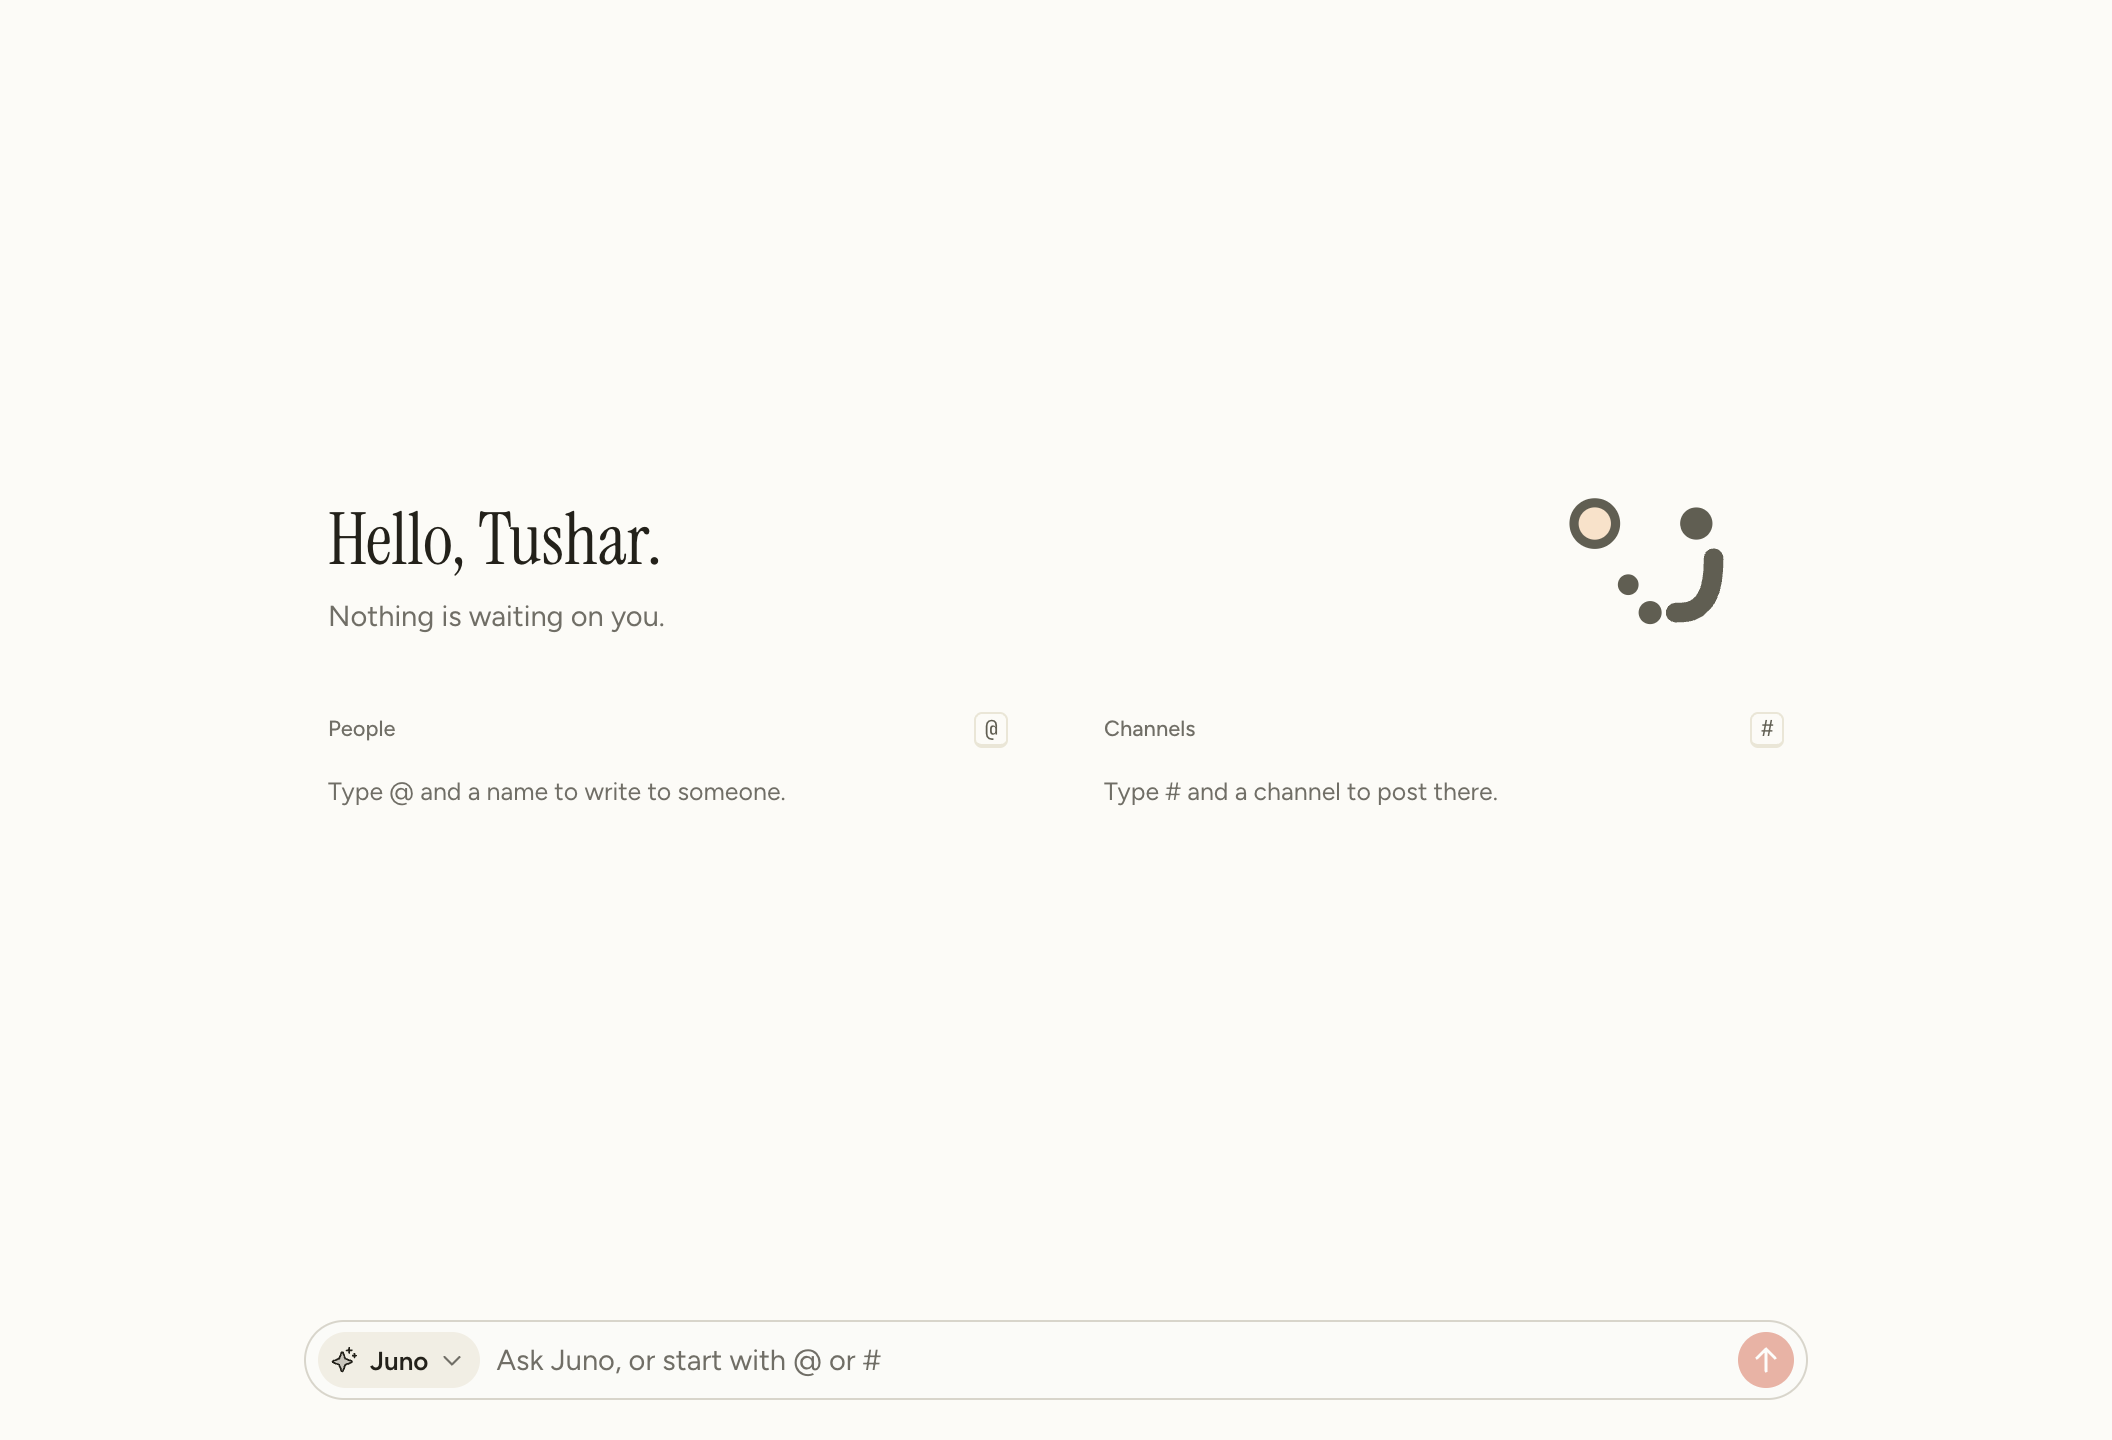 Hello, Tushar.
Nothing is waiting on you.
People
@
Type @ and a name to write to someone.
Channels
#
Type # and a channel to post there.
Juno
Ask Juno, or start with @ or #